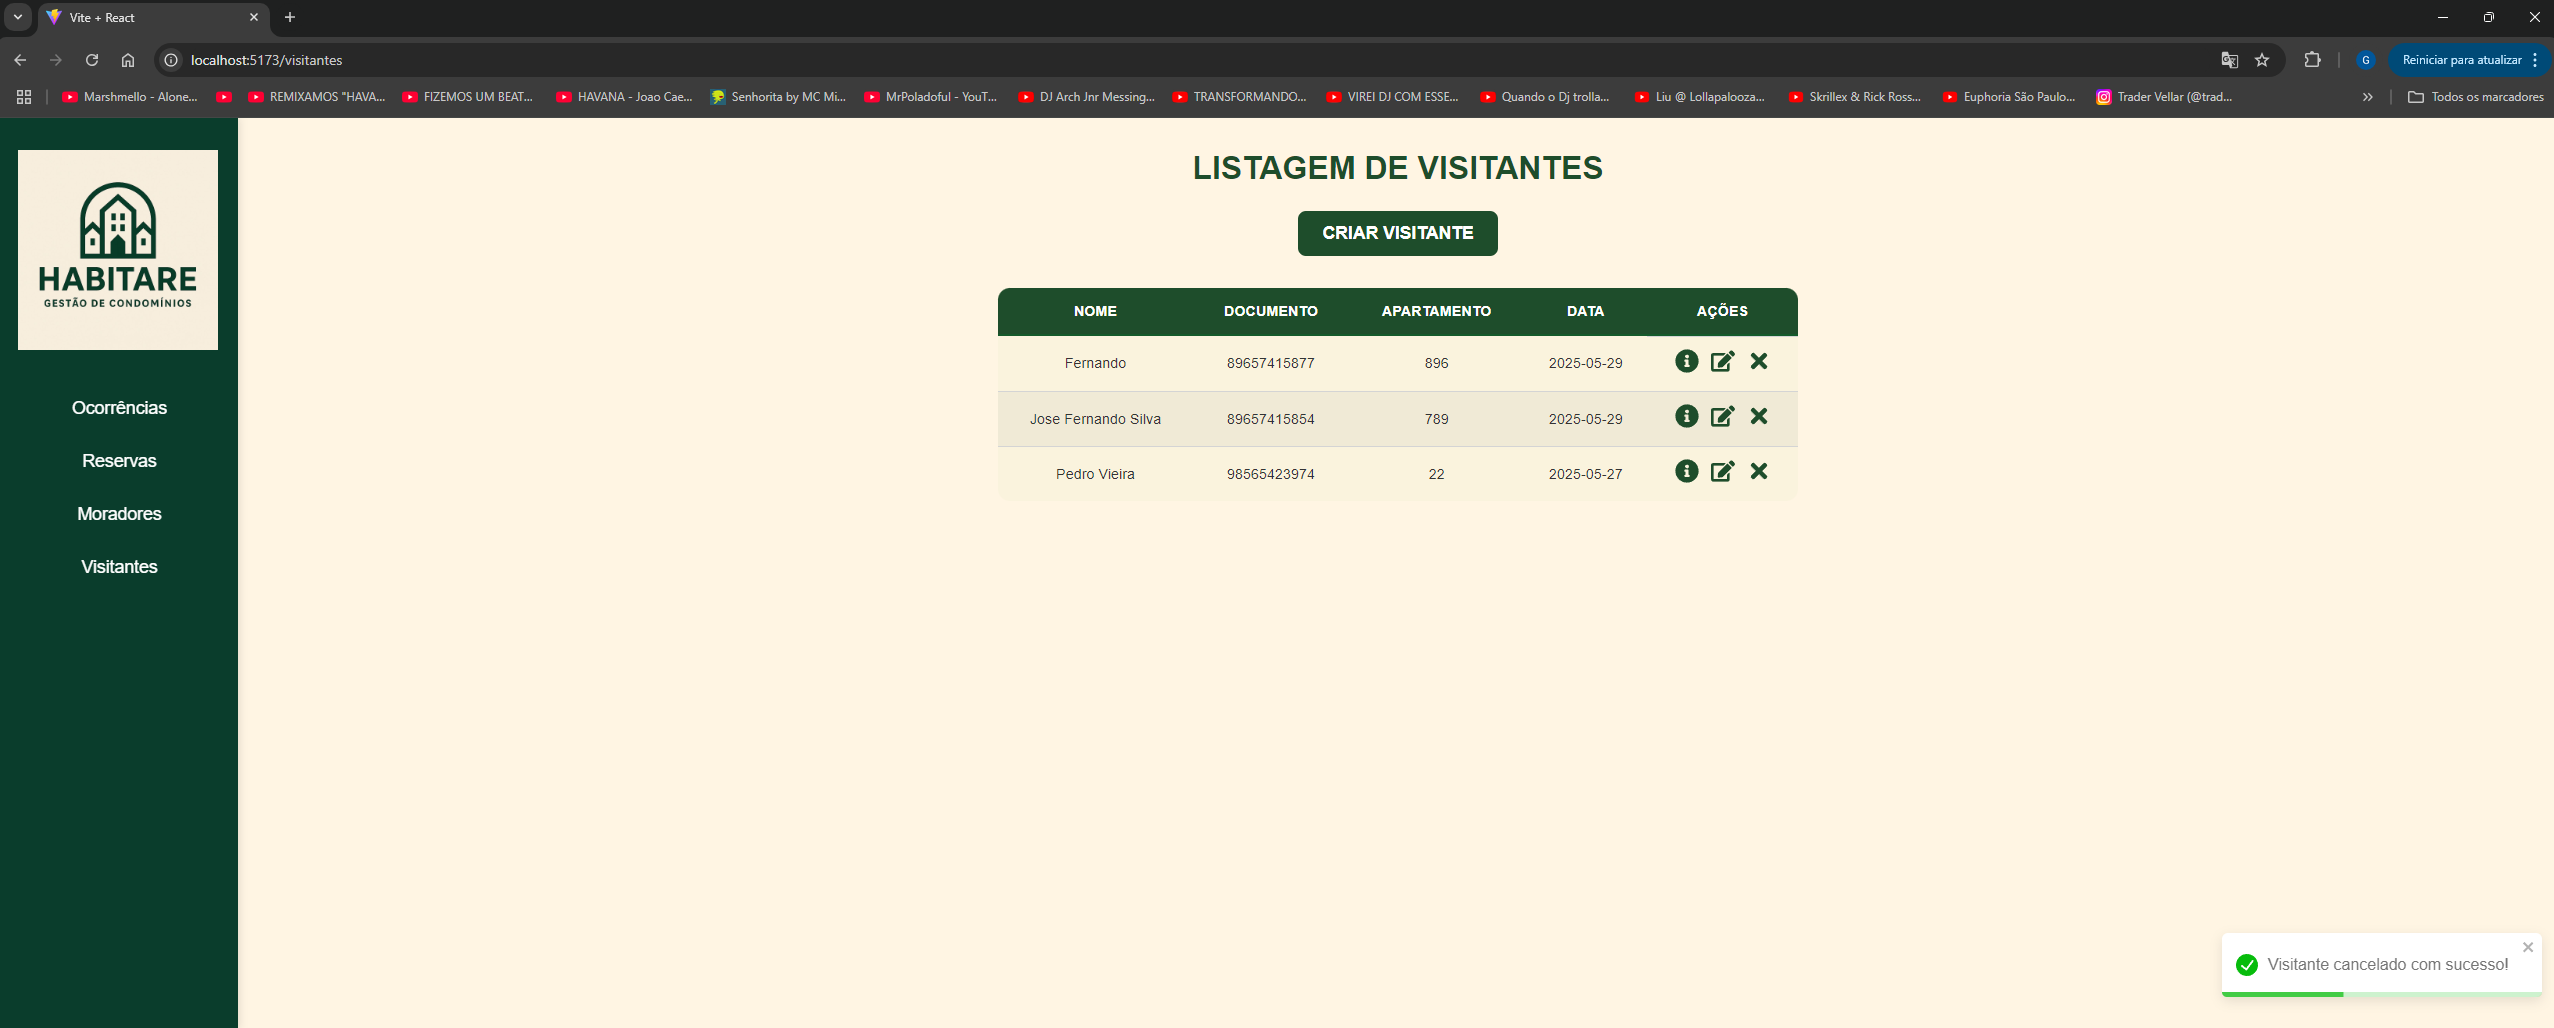 Vite + React
localhost:5173/visitantes
G
Reiniciar para atualizar
Marshmello - Alone...
REMIXAMOS "HAVA...
FIZEMOS UM BEAT...
HAVANA - Joao Cae...
Senhorita by MC Mi...
MrPoladoful - YouT...
DJ Arch Jnr Messing...
TRANSFORMANDO...
VIREI DJ COM ESSE...
Quando o Dj trolla...
Liu @ Lollapalooza...
Skrillex & Rick Ross...
Euphoria São Paulo...
Trader Vellar (@trad...
Todos os marcadores
HABITARE
GESTÃO DE CONDOMÍNIOS
Ocorrências
Reservas
Moradores
Visitantes
LISTAGEM DE VISITANTES
CRIAR VISITANTE
NOME DOCUMENTO APARTAMENTO DATA AÇÕES
Fernando 89657415877 896 2025-05-29
Jose Fernando Silva 89657415854 789 2025-05-29
Pedro Vieira 98565423974 22 2025-05-27
Visitante cancelado com sucesso!